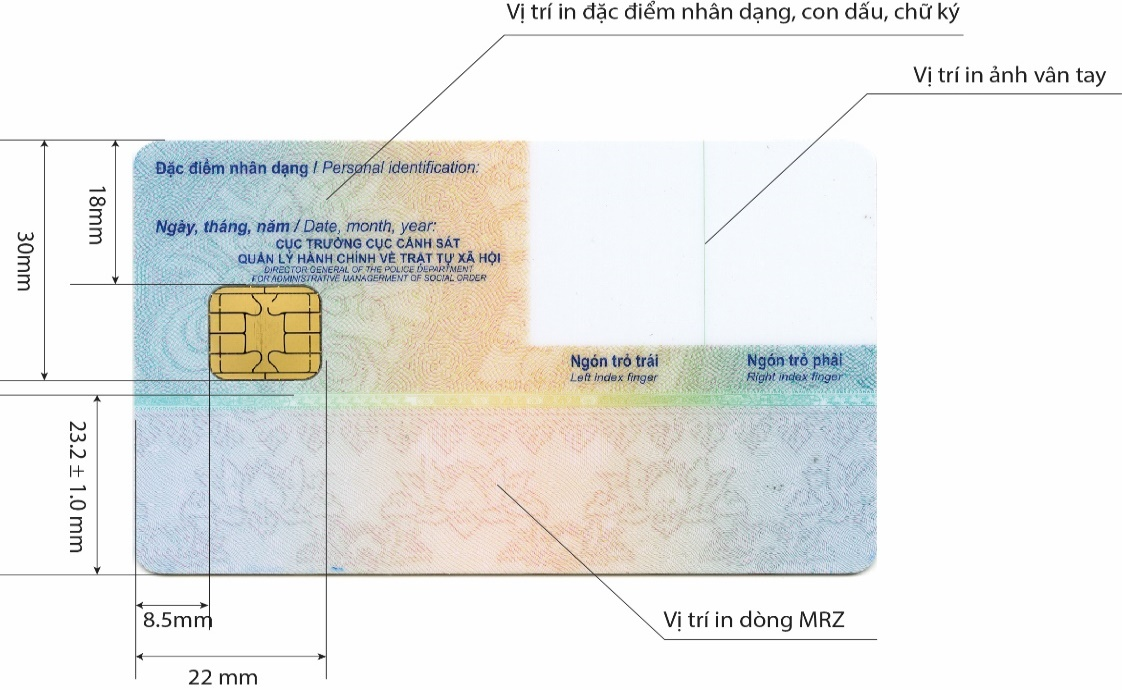 Vị trí in đặc điểm nhân dạng, con dấu, chữ ký
Vị trí in ảnh vân tay
Đặc điểm nhân dạng / Personal identification:
18mm
30mm
Ngày, tháng, năm / Date, month, year:
CỤC TRƯỞNG CỤC CẢNH SÁT
QUẢN LÝ HÀNH CHÍNH VỀ TRẬT TỰ XÃ HỘI
DIRECTOR GENERAL OF THE POLICE DEPARTMENT
FOR ADMINISTRATIVE MANAGERMENT OF SOCIAL ORDER
Ngón trỏ trái
Left index finger
Ngón trỏ phải
Right index finger
23.2 ± 1.0 mm
8.5mm
Vị trí in dòng MRZ
22 mm